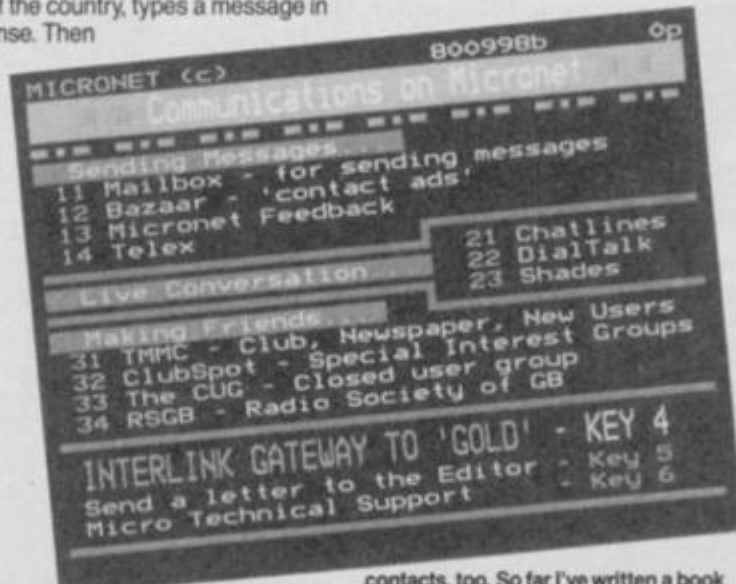 of the country, types a message in
nse. Then
MICRONET (c) 800998b 0p
Communications on Micronet
Sending Messages....
11 Mailbox - for sending messages
12 Bazaar - 'contact ads'
13 Micronet Feedback
14 Telex
Live Conversation....
21 Chatlines
22 DialTalk
23 Shades
Making Friends....
31 TMMC - Club, Newspaper, New Users
32 ClubSpot - Special Interest Groups
33 The CUG - Closed user group
34 RSGB - Radio Society of GB
INTERLINK GATEWAY TO 'GOLD' - KEY 4
Send a letter to the Editor - Key 5
Micro Technical Support - Key 6
contacts, too. So far I've written a book